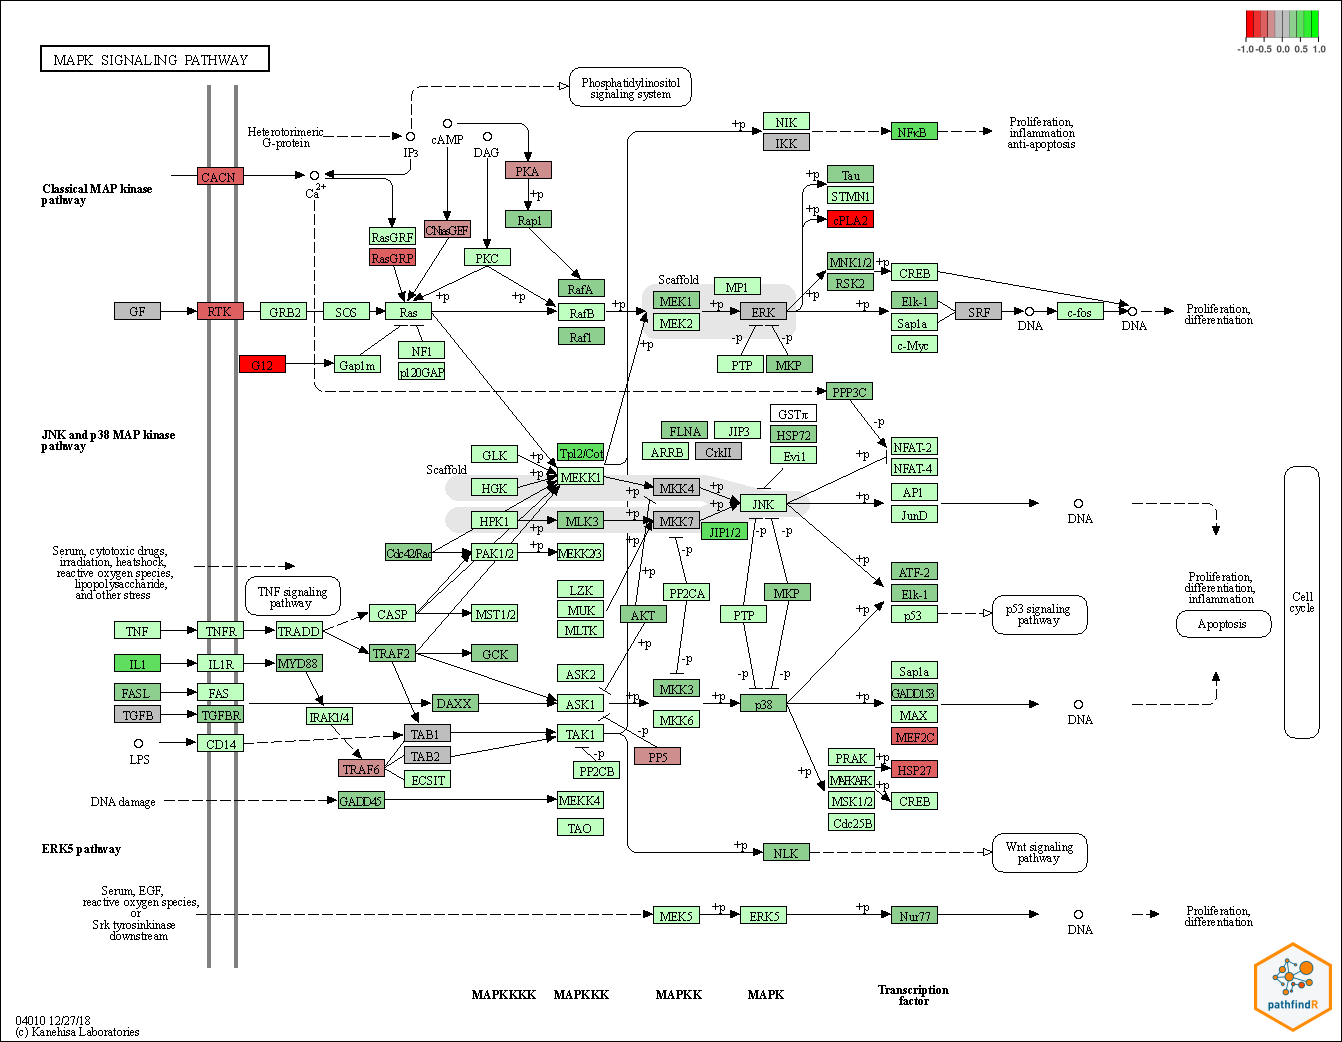 -1.0 -0.5 0.0 0.5 1.0
MAPK SIGNALING PATHWAY
Phosphatidylinositol
signaling system
Heterotorimeric
G-protein
IP3
cAMP
DAG
+p
NIK
IKK
NFκB
Proliferation,
inflammation
anti-apoptosis
CACN
Ca2+
PKA
+p
Rap1
Classical MAP kinase
pathway
RasGRF
RasGRP
CNasGEF
PKC
+p
Tau
STMN1
+p
cPLA2
MNK1/2
+p
RSK2
+p
CREB
Scaffold
MP1
GF
RTK
GRB2
SOS
Ras
+p
+p
RafA
RafB
Raf1
+p
MEK1
MEK2
+p
ERK
+p
Elk-1
Sap1a
c-Myc
SRF
DNA
c-fos
DNA
Proliferation,
differentiation
G12
Gap1m
NF1
p120GAP
+p
-p
-p
PTP
MKP
PPP3C
-p
JNK and p38 MAP kinase
pathway
GSTπ
FLNA
JIP3
HSP72
ARRB
CrkII
Evi1
NFAT-2
NFAT-4
GLK
+p
Tpl2/Cot
MEKK1
Scaffold
HGK
+p
+p
MKK4
+p
JNK
+p
AP1
JunD
DNA
HPK1
+p
MLK3
+p
MKK7
+p
JIP1/2
-p
-p
Cdc42/Rac
PAK1/2
+p
MEKK2/3
+p
-p
+p
Serum, cytotoxic drugs,
irradiation, heatshock,
reactive oxygen species,
lipopolysaccharide,
and other stress
TNF signaling
pathway
LZK
MUK
MLTK
+p
PP2CA
AKT
+p
PTP
MKP
ATF-2
Elk-1
p53
+p
p53 signaling
pathway
Proliferation,
differentiation,
inflammation
Apoptosis
Cell
cycle
CASP
MST1/2
TNF
TNFR
TRADD
TRAF2
GCK
IL1
IL1R
MYD88
ASK2
-p
-p
-p
FASL
FAS
DAXX
ASK1
+p
MKK3
MKK6
+p
p38
+p
Sap1a
GADD153
MAX
MEF2C
DNA
TGFB
TGFBR
IRAK1/4
TAB1
TAK1
+p
LPS
CD14
TAB2
-p
PP5
-p
PP2CB
TRAF6
ECSIT
+p
PRAK
+p
MAPKAPK
+p
MSK1/2
Cdc25B
HSP27
CREB
DNA damage
GADD45
MEKK4
TAO
ERK5 pathway
+p
NLK
Wnt signaling
pathway
Serum, EGF,
reactive oxygen species,
or
Srk tyrosinkinase
downstream
MEK5
+p
ERK5
+p
Nur77
DNA
Proliferation,
differentiation
MAPKKKK
MAPKKK
MAPKK
MAPK
Transcription
factor
pathfindR
04010 12/27/18
(c) Kanehisa Laboratories